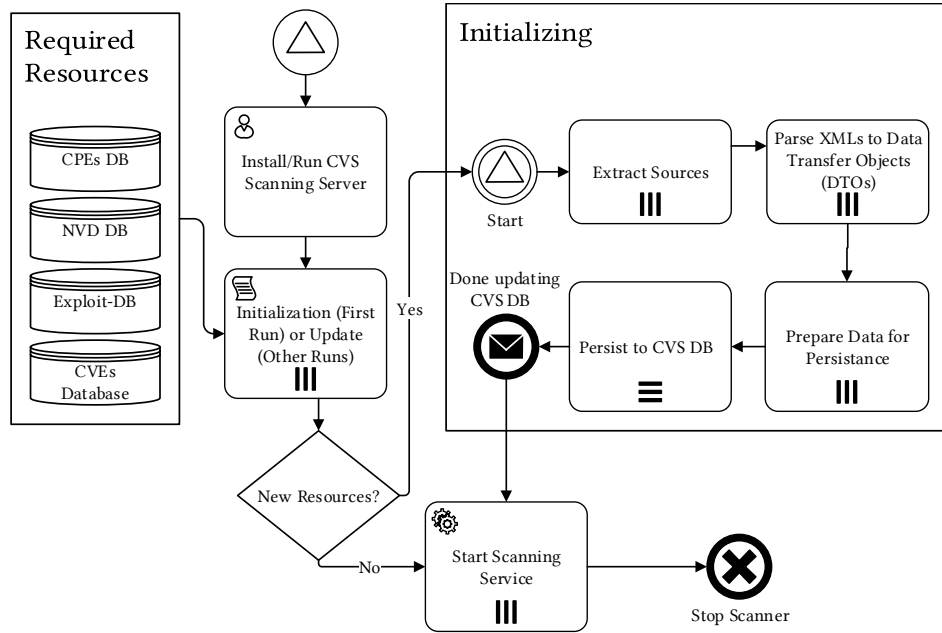 Required
Resources
CPEs DB
NVD DB
Exploit-DB
CVEs
Database
Install/Run CVS
Scanning Server
Initialization (First
Run) or Update
(Other Runs)
New Resources?
Yes
No
Initializing
Start
Extract Sources
Parse XMLs to Data
Transfer Objects
(DTOs)
Prepare Data for
Persistance
Persist to CVS DB
Done updating
CVS DB
Start Scanning
Service
Stop Scanner